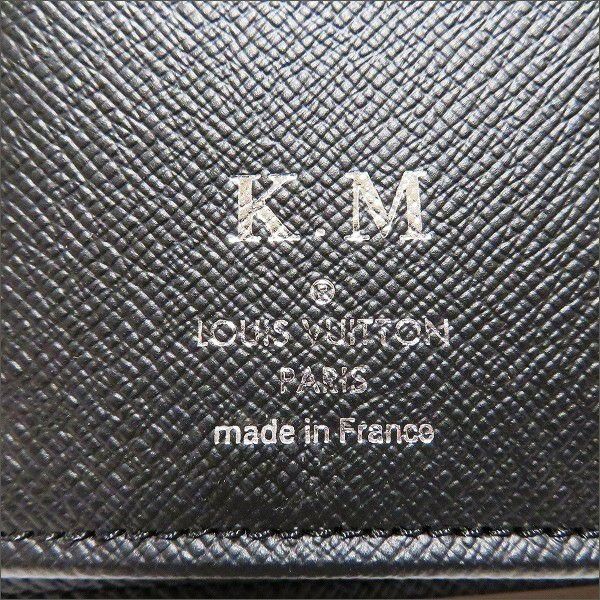 K.M
®
LOUIS VUITTON
PARIS
made in France